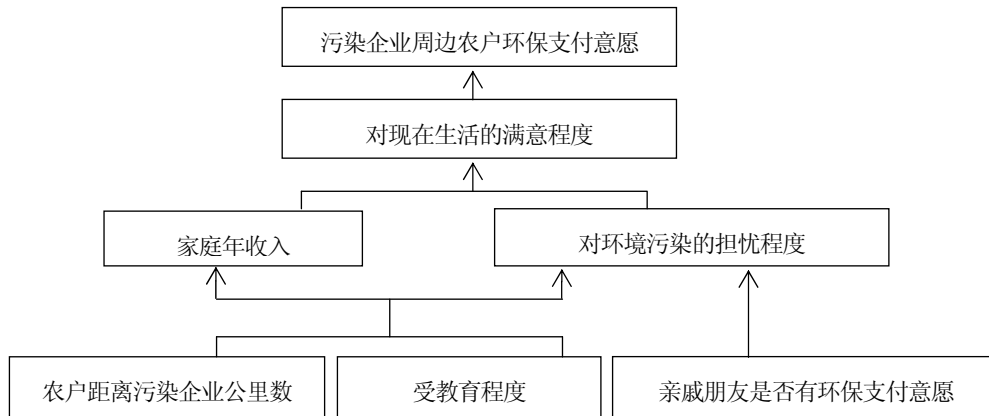 污染企业周边农户环保支付意愿
对现在生活的满意程度
家庭年收入
对环境污染的担忧程度
农户距离污染企业公里数
受教育程度
亲戚朋友是否有环保支付意愿